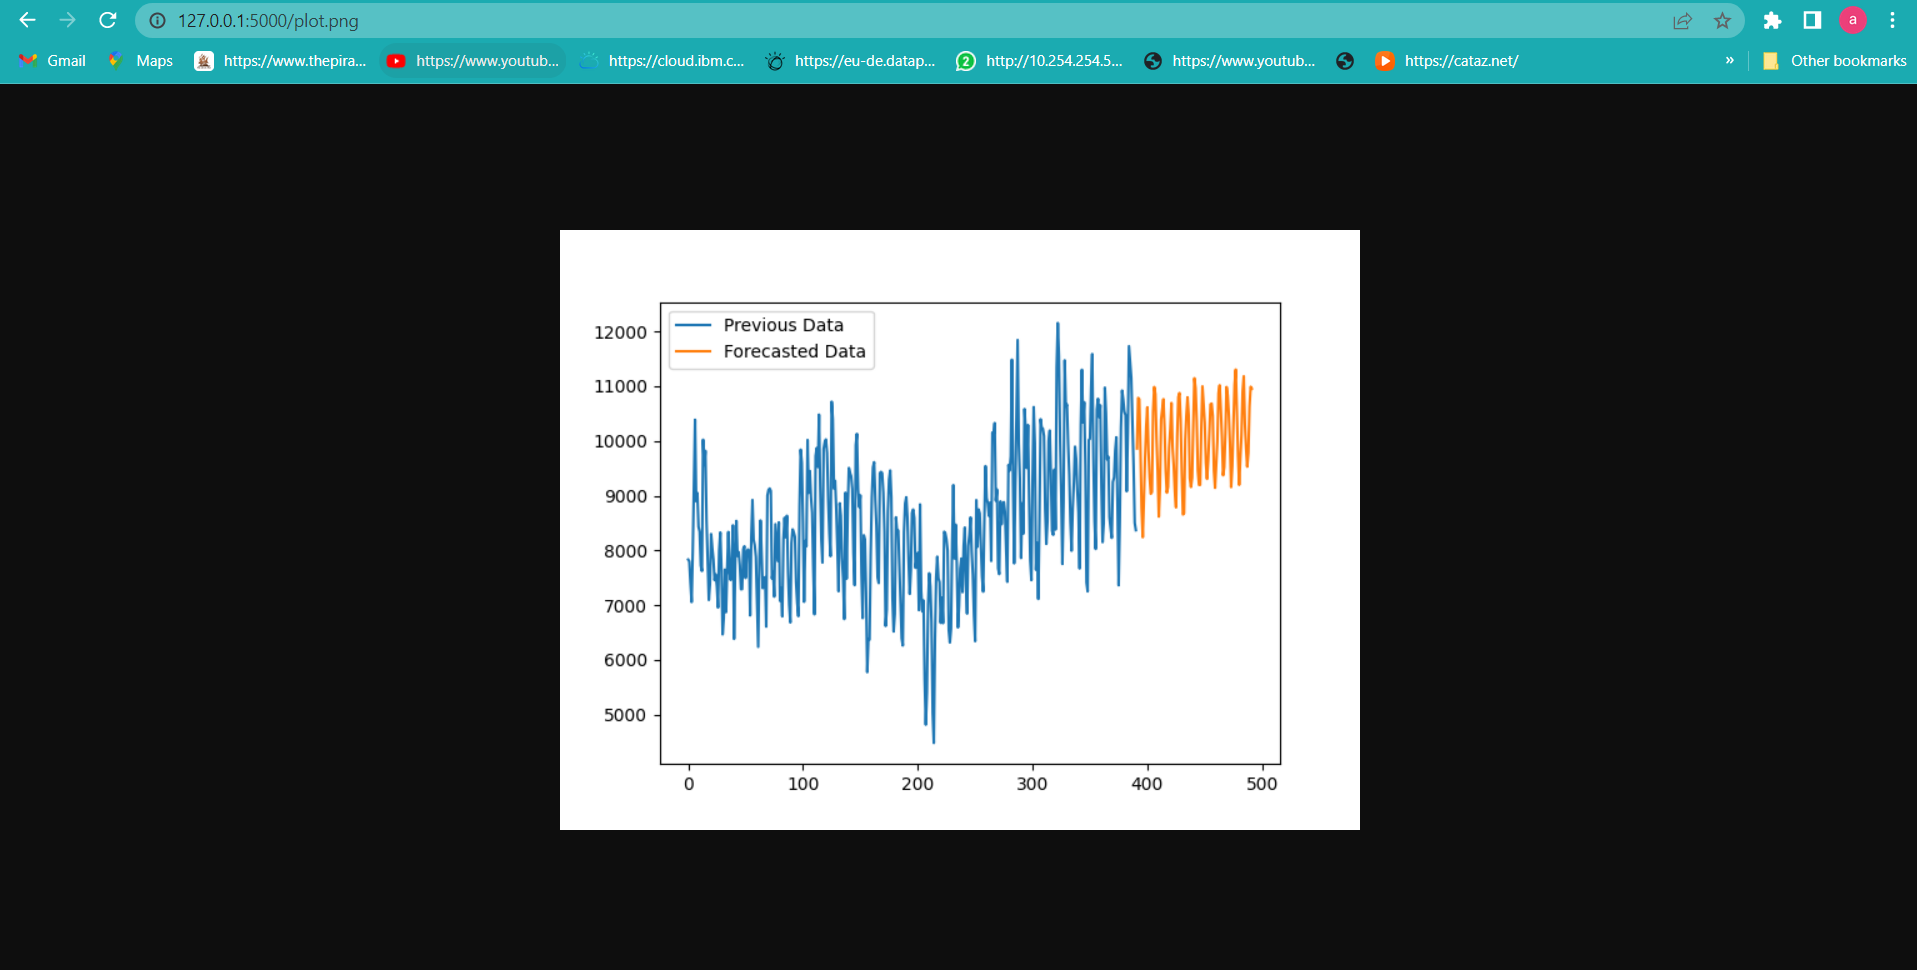 127.0.0.1:5000/plot.png
a
Gmail
Maps
https://www.thepira...
https://www.youtub...
https://cloud.ibm.c...
https://eu-de.datap...
2
http://10.254.254.5...
https://www.youtub...
https://cataz.net/
»
Other bookmarks
Previous Data
Forecasted Data
12000
11000
10000
9000
8000
7000
6000
5000
0 100 200 300 400 500